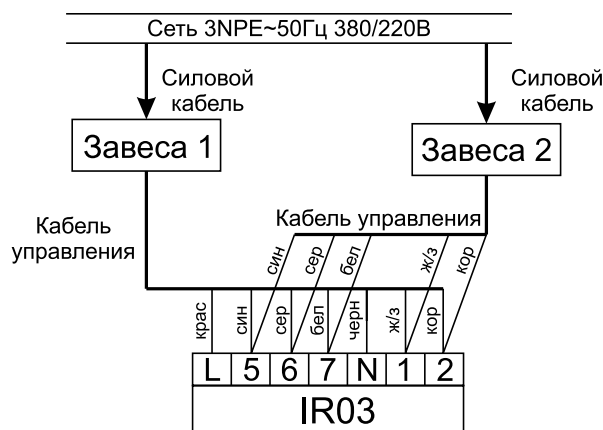 Сеть 3NPE~50Гц 380/220В
Силовой
кабель
Силовой
кабель
Завеса 1
Завеса 2
Кабель
управления
Кабель управления
син
сер
бел
ж/з
кор
крас
син
сер
бел
черн
ж/з
кор
L 5 6 7 N 1 2
IR03